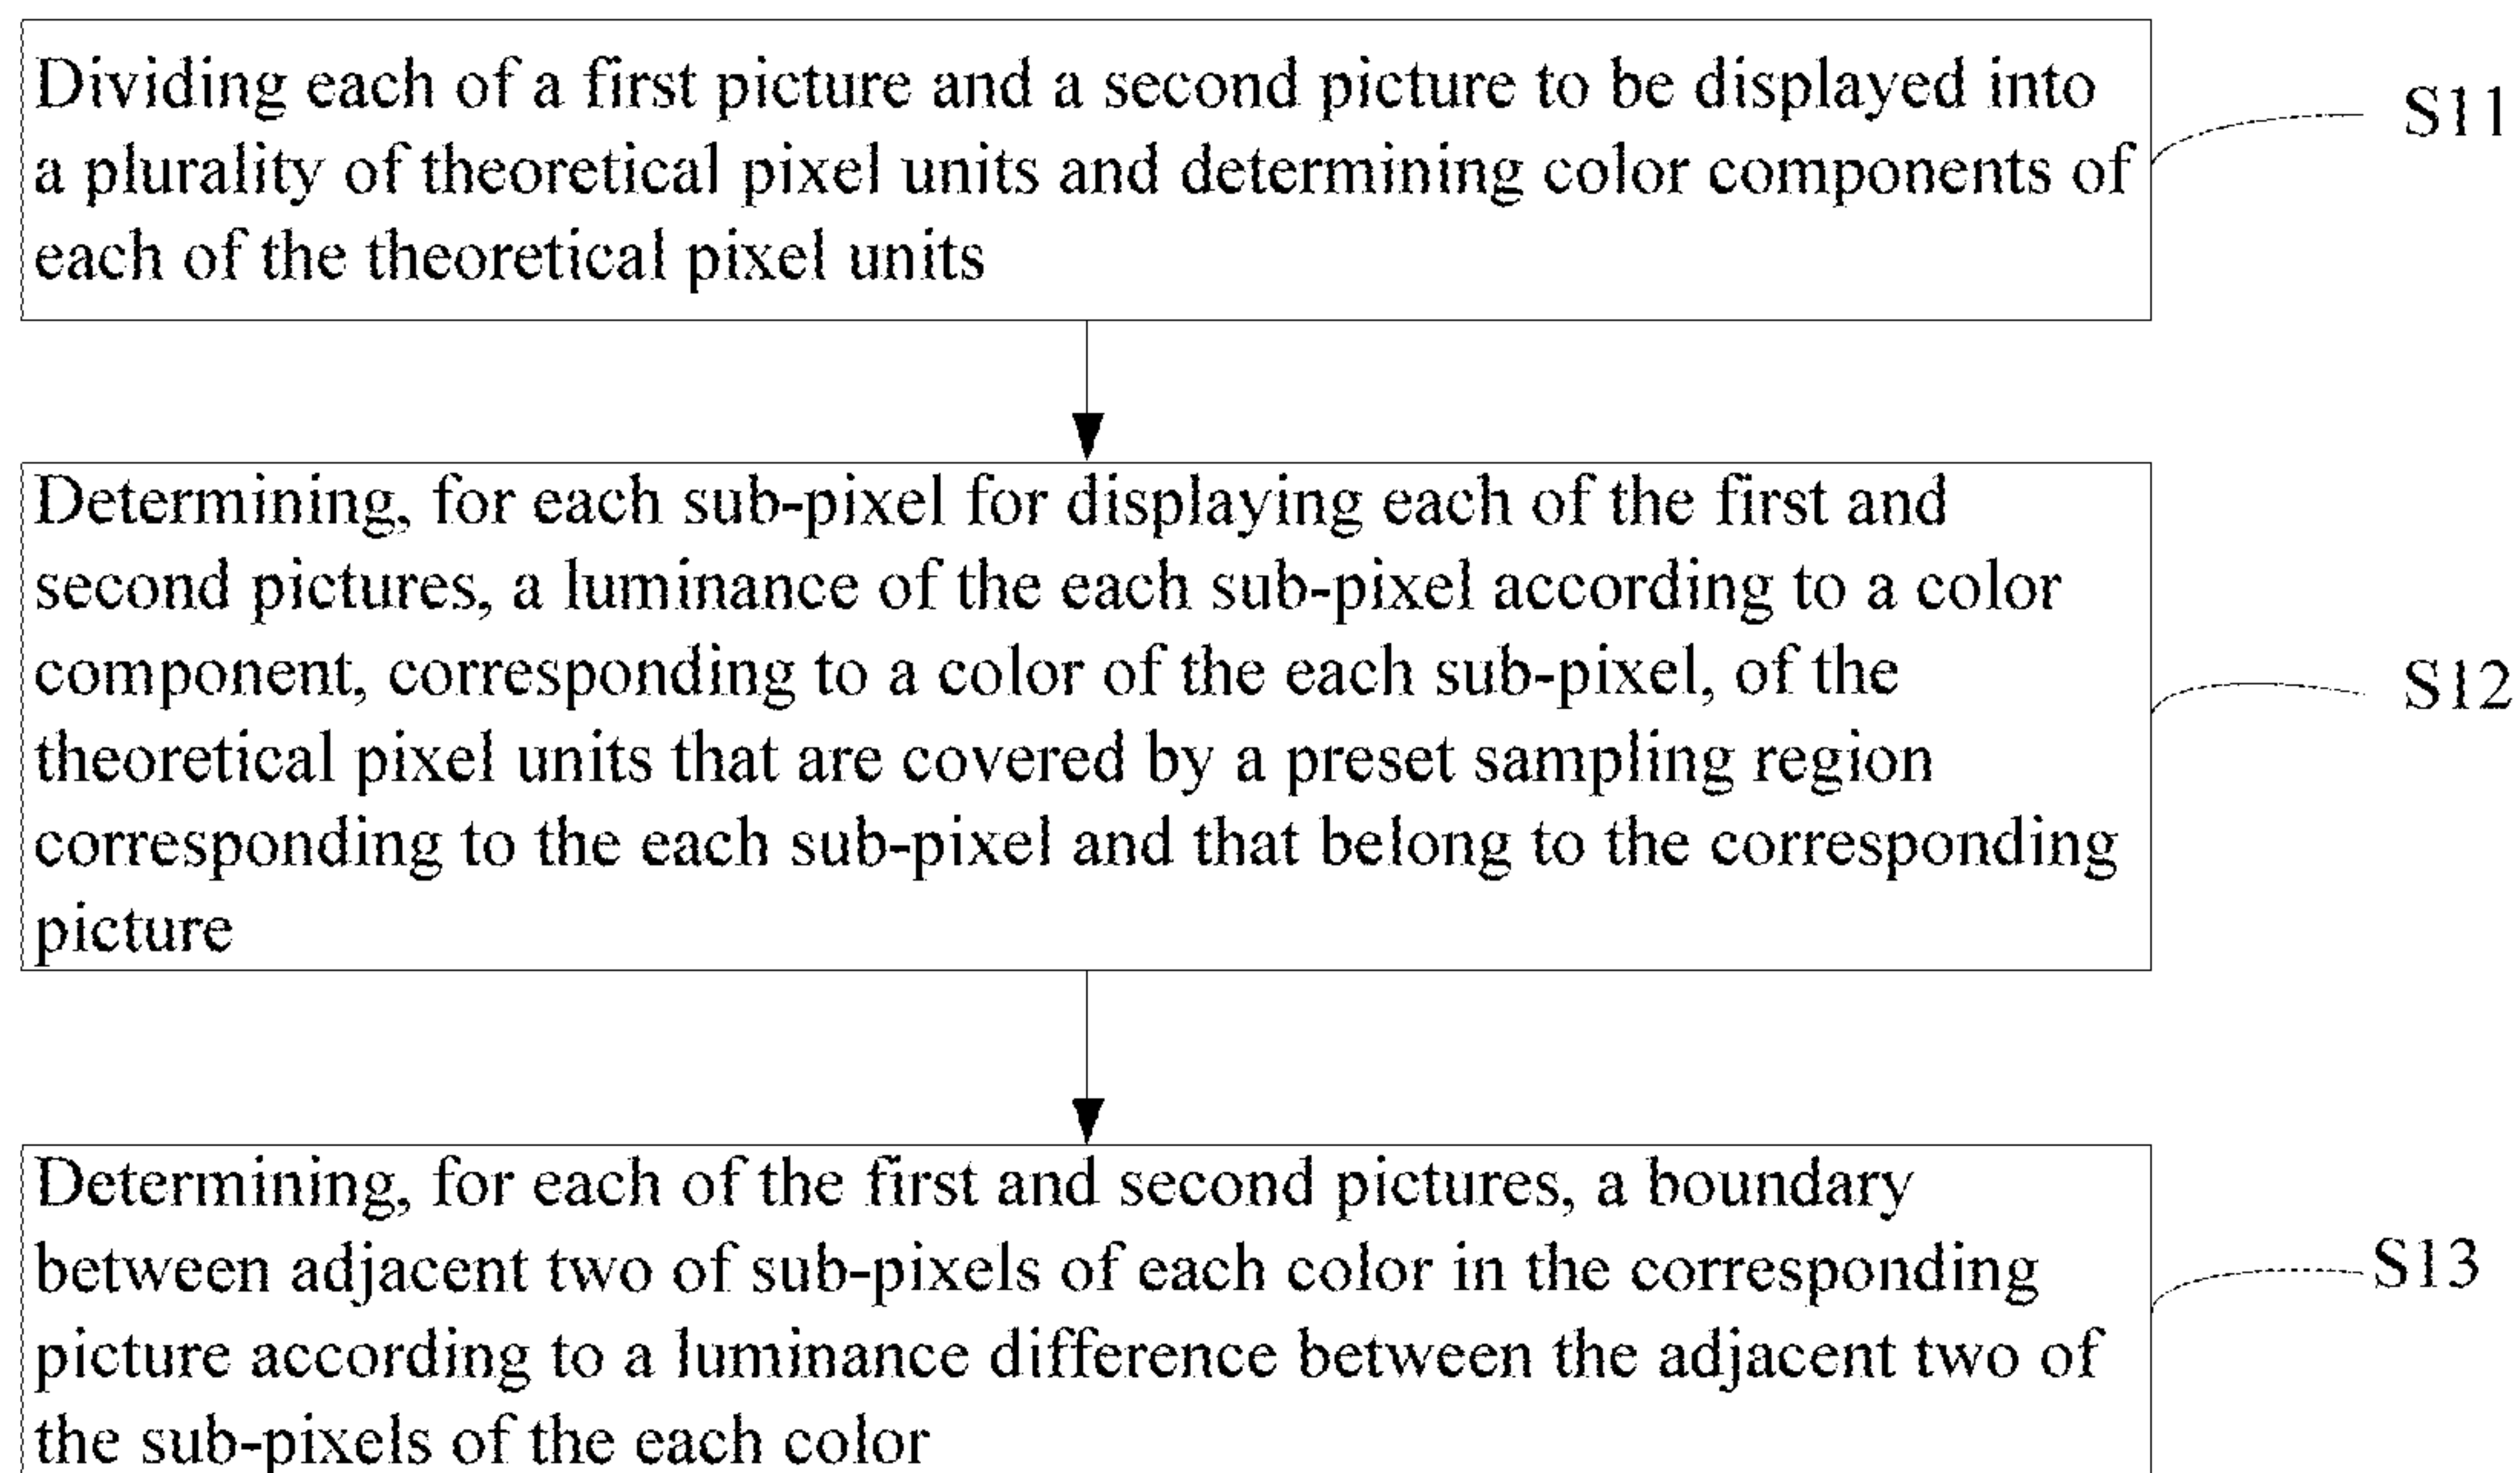 Dividing each of a first picture and a second picture to be displayed into
a plurality of theoretical pixel units and determining color components of
each of the theoretical pixel units
S11
Determining, for each sub-pixel for displaying each of the first and
second pictures, a luminance of the each sub-pixel according to a color
component, corresponding to a color of the each sub-pixel, of the
theoretical pixel units that are covered by a preset sampling region
corresponding to the each sub-pixel and that belong to the corresponding
picture
S12
Determining, for each of the first and second pictures, a boundary
between adjacent two of sub-pixels of each color in the corresponding
picture according to a luminance difference between the adjacent two of
the sub-pixels of the each color
S13